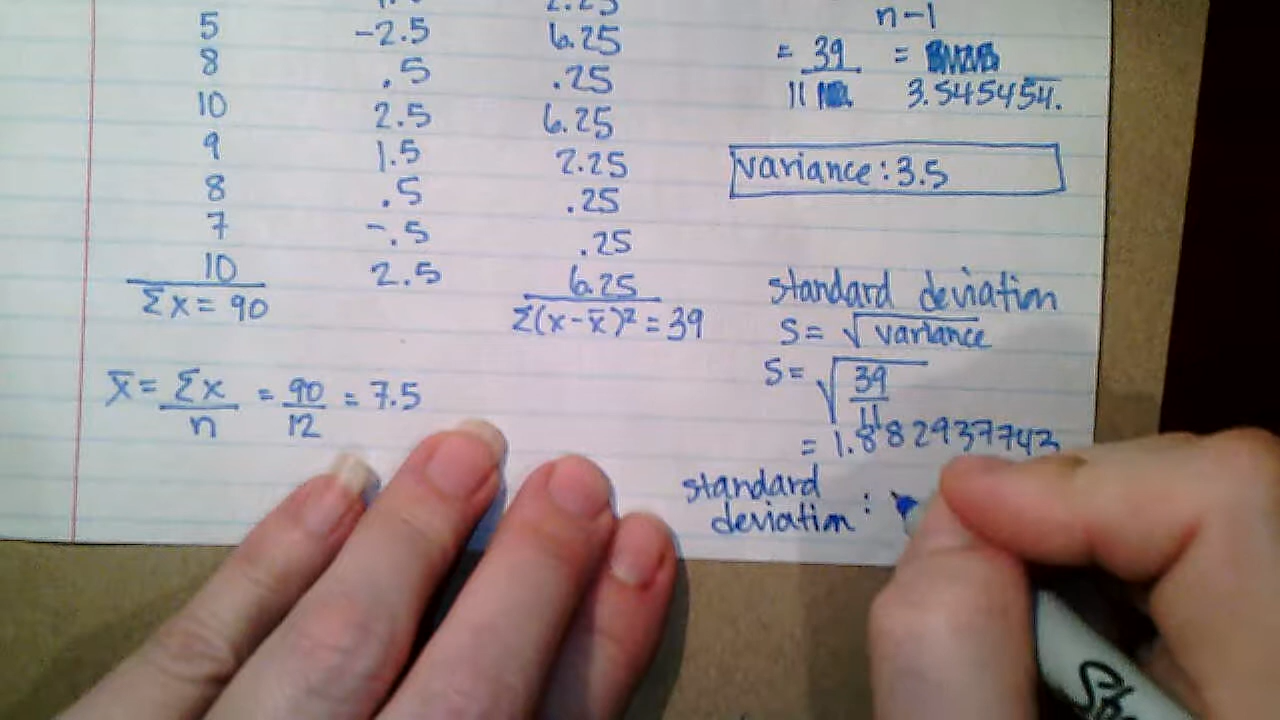 n-1
5 -2.5 6.25
= 39/11 = 3.545454.
8 .5 .25
10 2.5 6.25
9 1.5 2.25
variance: 3.5
8 .5 .25
7 -.5 .25
10 2.5 6.25
standard deviation
Σx = 90
Σ(x-x̄)² = 39
S = √variance
S = √39/11
x̄ = Σx/n = 90/12 = 7.5
= 1.882937743
standard
deviation: